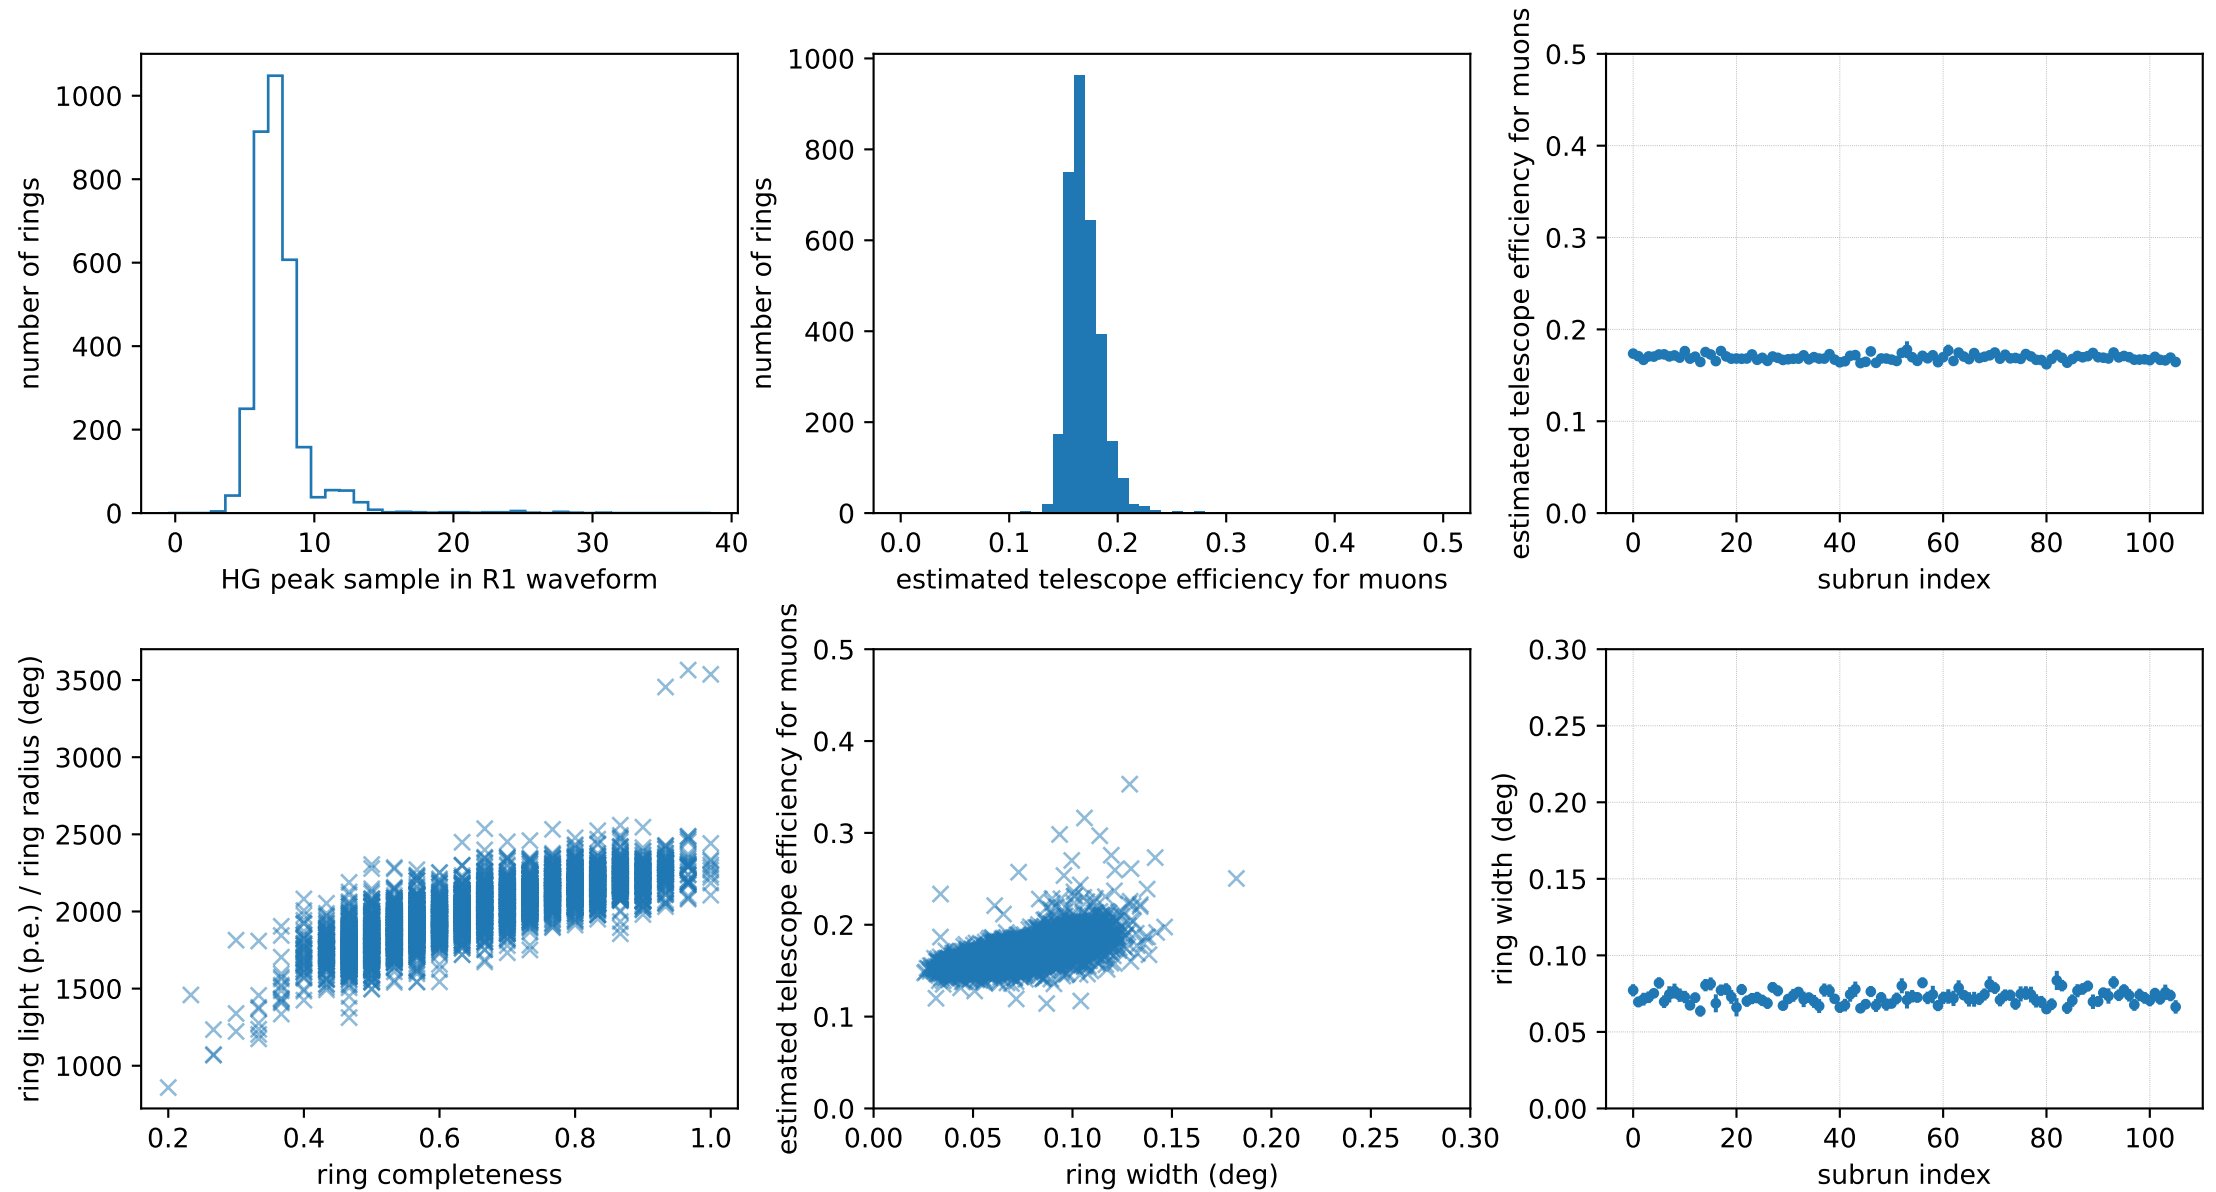 number of rings
1000
800
600
400
200
0
0 10 20 30 40
HG peak sample in R1 waveform
number of rings
1000
800
600
400
200
0
0.0 0.1 0.2 0.3 0.4 0.5
estimated telescope efficiency for muons
estimated telescope efficiency for muons
0.5
0.4
0.3
0.2
0.1
0.0
0 20 40 60 80 100
subrun index
ring light (p.e.) / ring radius (deg)
3500
3000
2500
2000
1500
1000
0.2 0.4 0.6 0.8 1.0
ring completeness
estimated telescope efficiency for muons
0.5
0.4
0.3
0.2
0.1
0.0
0.00 0.05 0.10 0.15 0.20 0.25 0.30
ring width (deg)
ring width (deg)
0.30
0.25
0.20
0.15
0.10
0.05
0.00
0 20 40 60 80 100
subrun index